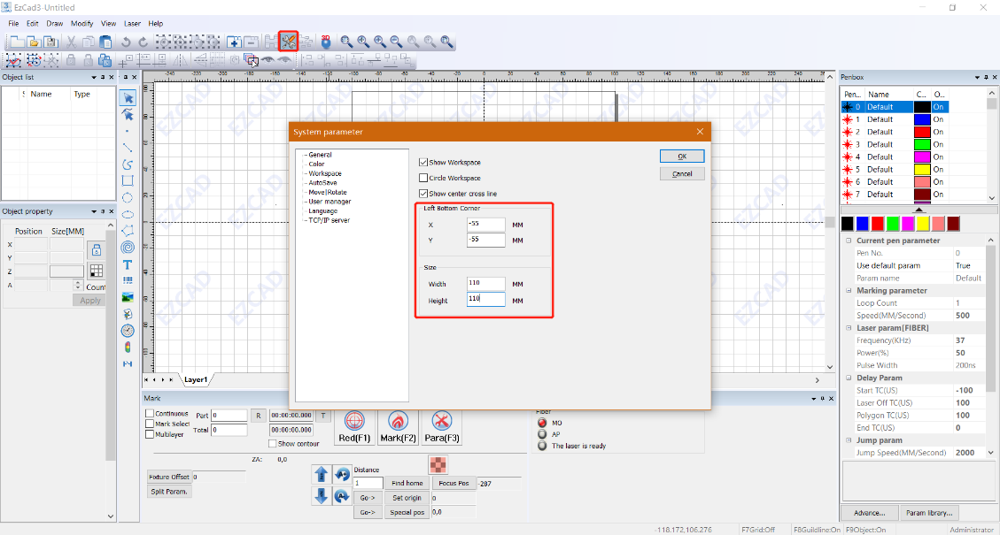 EzCad3-Untitled
File Edit Draw Modify View Laser Help
3D
Object list
Name Type
Object property
Position Size[MM]
X
Y
Z
A
Count
Apply
T
EZCAD
System parameter
General
Color
Workspace
AutoSave
Move|Rotate
User manager
Language
TCP/IP server
Show Workspace
Circle Workspace
Show center cross line
Left Bottom Corner
X -55 MM
Y -55 MM
Size
Width 110 MM
Height 110 MM
OK
Cancel
Layer1
Penbox
Pen... Name C... O...
0 Default On
1 Default On
2 Default On
3 Default On
4 Default On
5 Default On
6 Default On
7 Default On
Current pen parameter
Pen No. 0
Use default param True
Param name Default
Marking parameter
Loop Count 1
Speed(MM/Second) 500
Laser param[FIBER]
Frequency(KHz) 37
Power(%) 50
Pulse Width 200ns
Delay Param
Start TC(US) -100
Laser Off TC(US) 100
Polygon TC(US) 100
End TC(US) 0
Jump param
Jump Speed(MM/Second) 2000
Advance... Param library...
Mark
Continuous
Mark Select
Multilayer
Part 0 R 00:00:00.000 T
Total 0 00:00:00.000
Show contour
Red(F1) Mark(F2) Para(F3)
Fiber
MO
AP
The laser is ready
ZA: 0,0
Fixture Offset 0
Split Param.
Distance
1 Find home Focus Pos -287
Go-> Set origin 0
Go-> Special pos 0,0
-118.172,106.276 F7Grid:Off F8Guildline:On F9Object:On Administrator